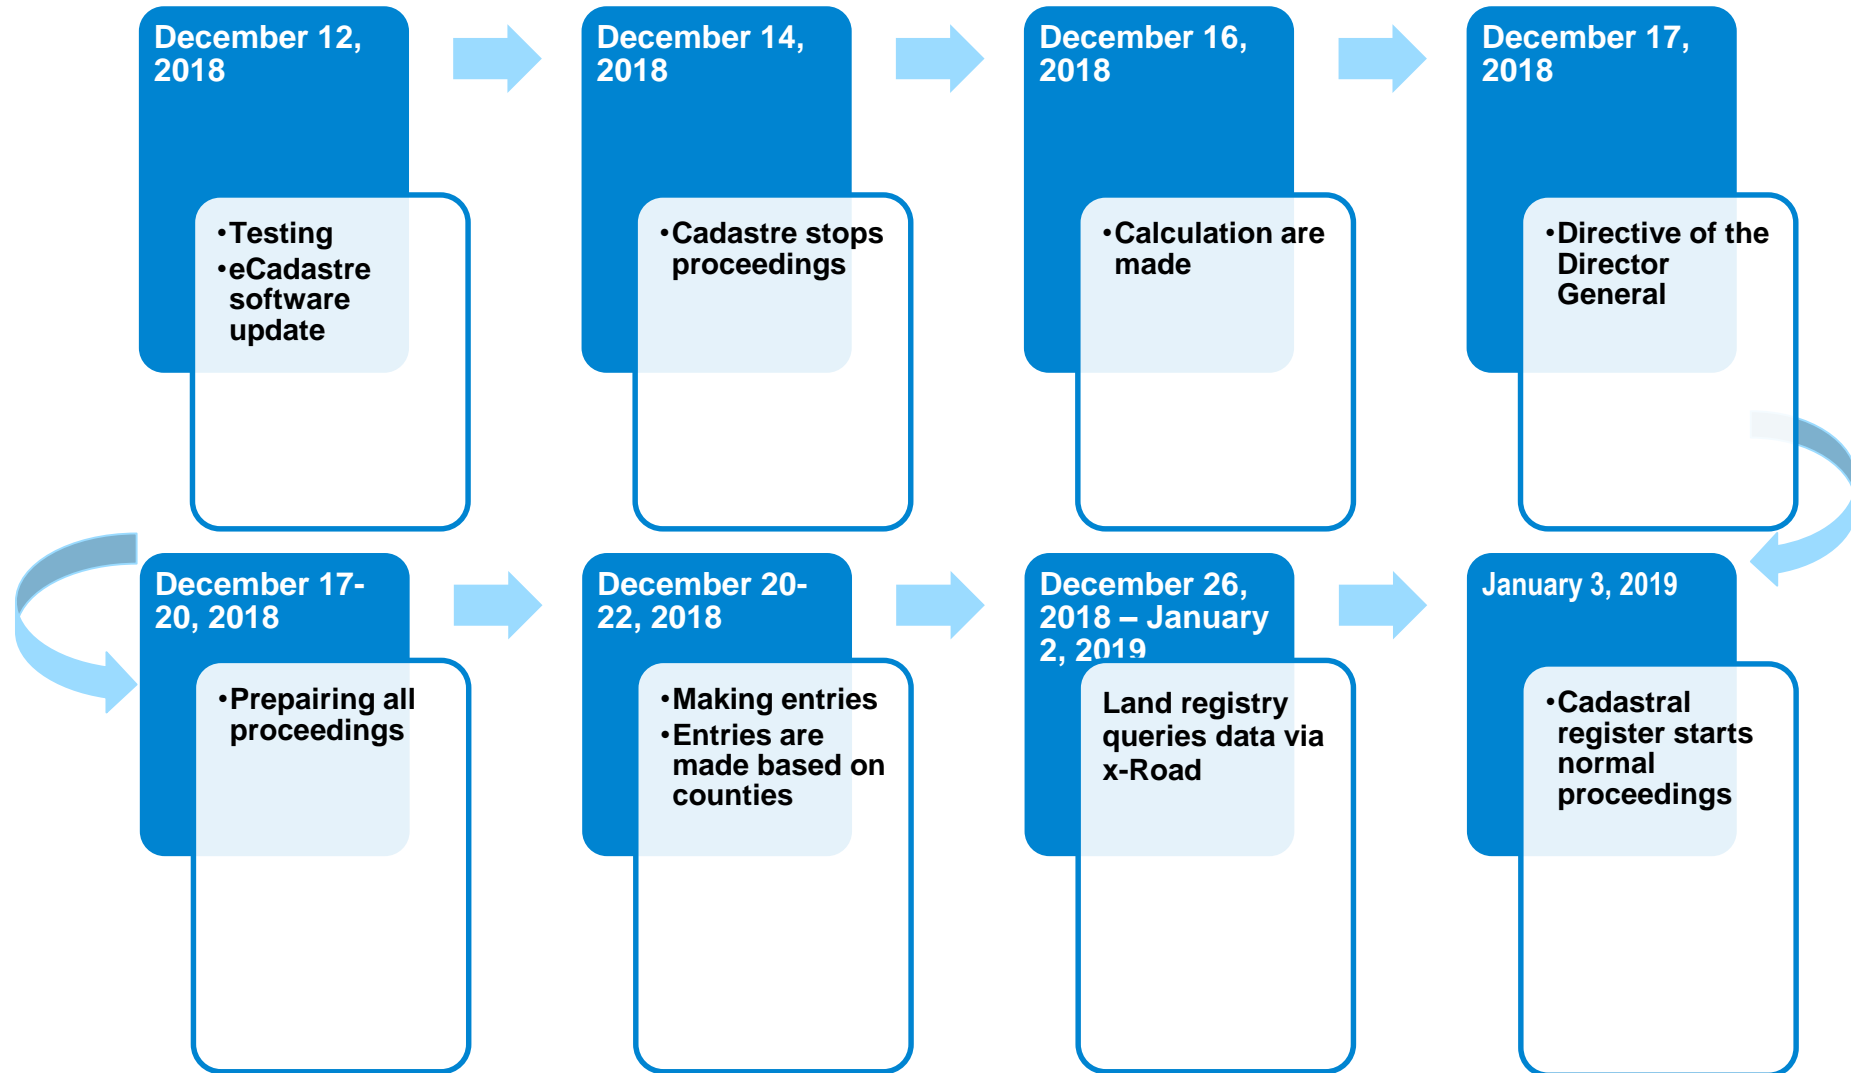 December 12,
2018
•Testing
•eCadastre
software
update
December 14,
2018
•Cadastre stops
proceedings
December 16,
2018
•Calculation are
made
December 17,
2018
•Directive of the
Director
General
December 17-
20, 2018
•Prepairing all
proceedings
December 20-
22, 2018
•Making entries
•Entries are
made based on
counties
December 26,
2018 – January
2, 2019
Land registry
queries data via
x-Road
January 3, 2019
•Cadastral
register starts
normal
proceedings